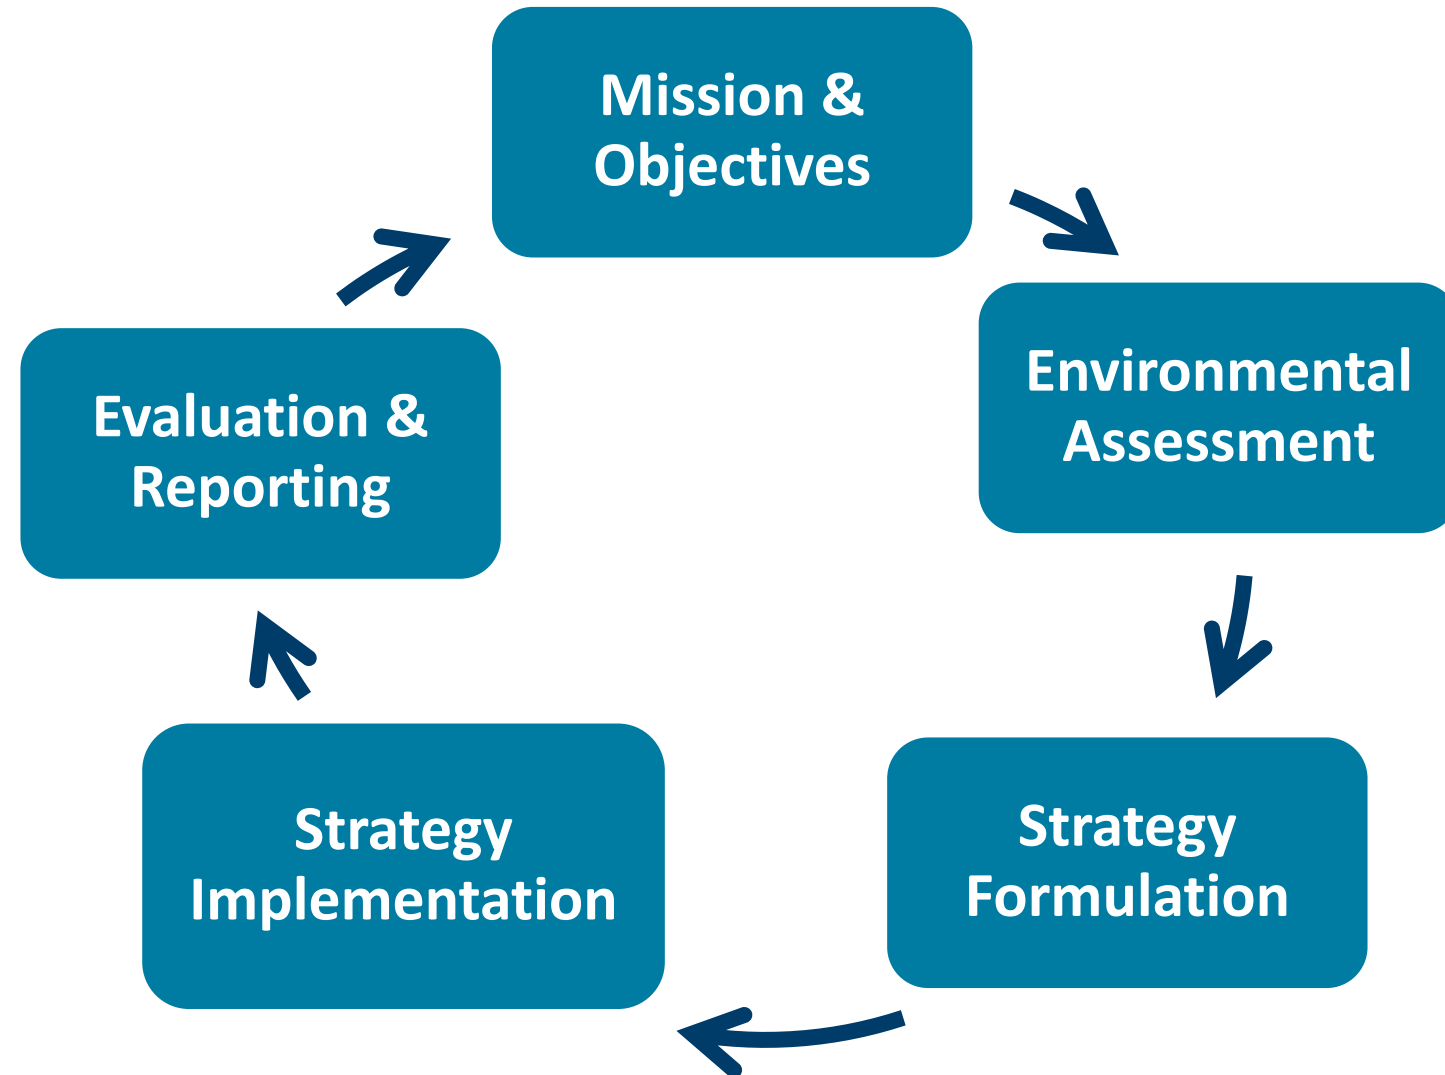 Mission &
Objectives
Environmental
Assessment
Strategy
Formulation
Strategy
Implementation
Evaluation &
Reporting